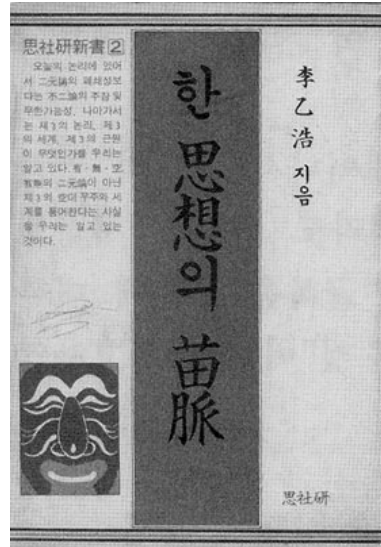 思社研新書 2
오늘의 논리에 있어
서 二元論의 폐쇄성보
다는 不二論의 주장 및
무한가능성, 나아가서
는 제3의 논리, 제3
의 세계, 제3의 근원
이 무엇인가를 우리는
알고 있다. 有·無·空
의 二元論이 아닌
제3의 우주와 세
계를 통어한다는 사실
을 우리는 알고 있는
것이다.
한 思想의 苗脈
李乙浩 지음
思社研